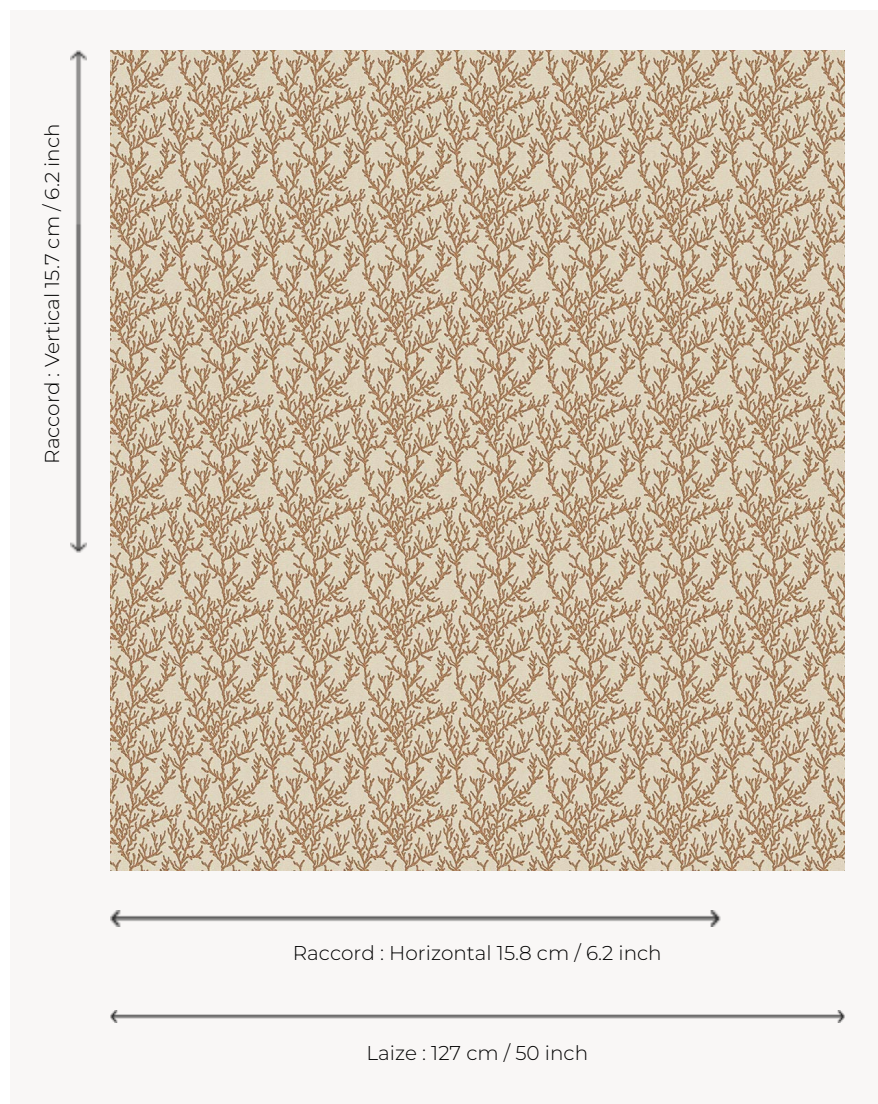 Raccord : Vertical 15.7 cm / 6.2 inch
Raccord : Horizontal 15.8 cm / 6.2 inch
Laize : 127 cm / 50 inch